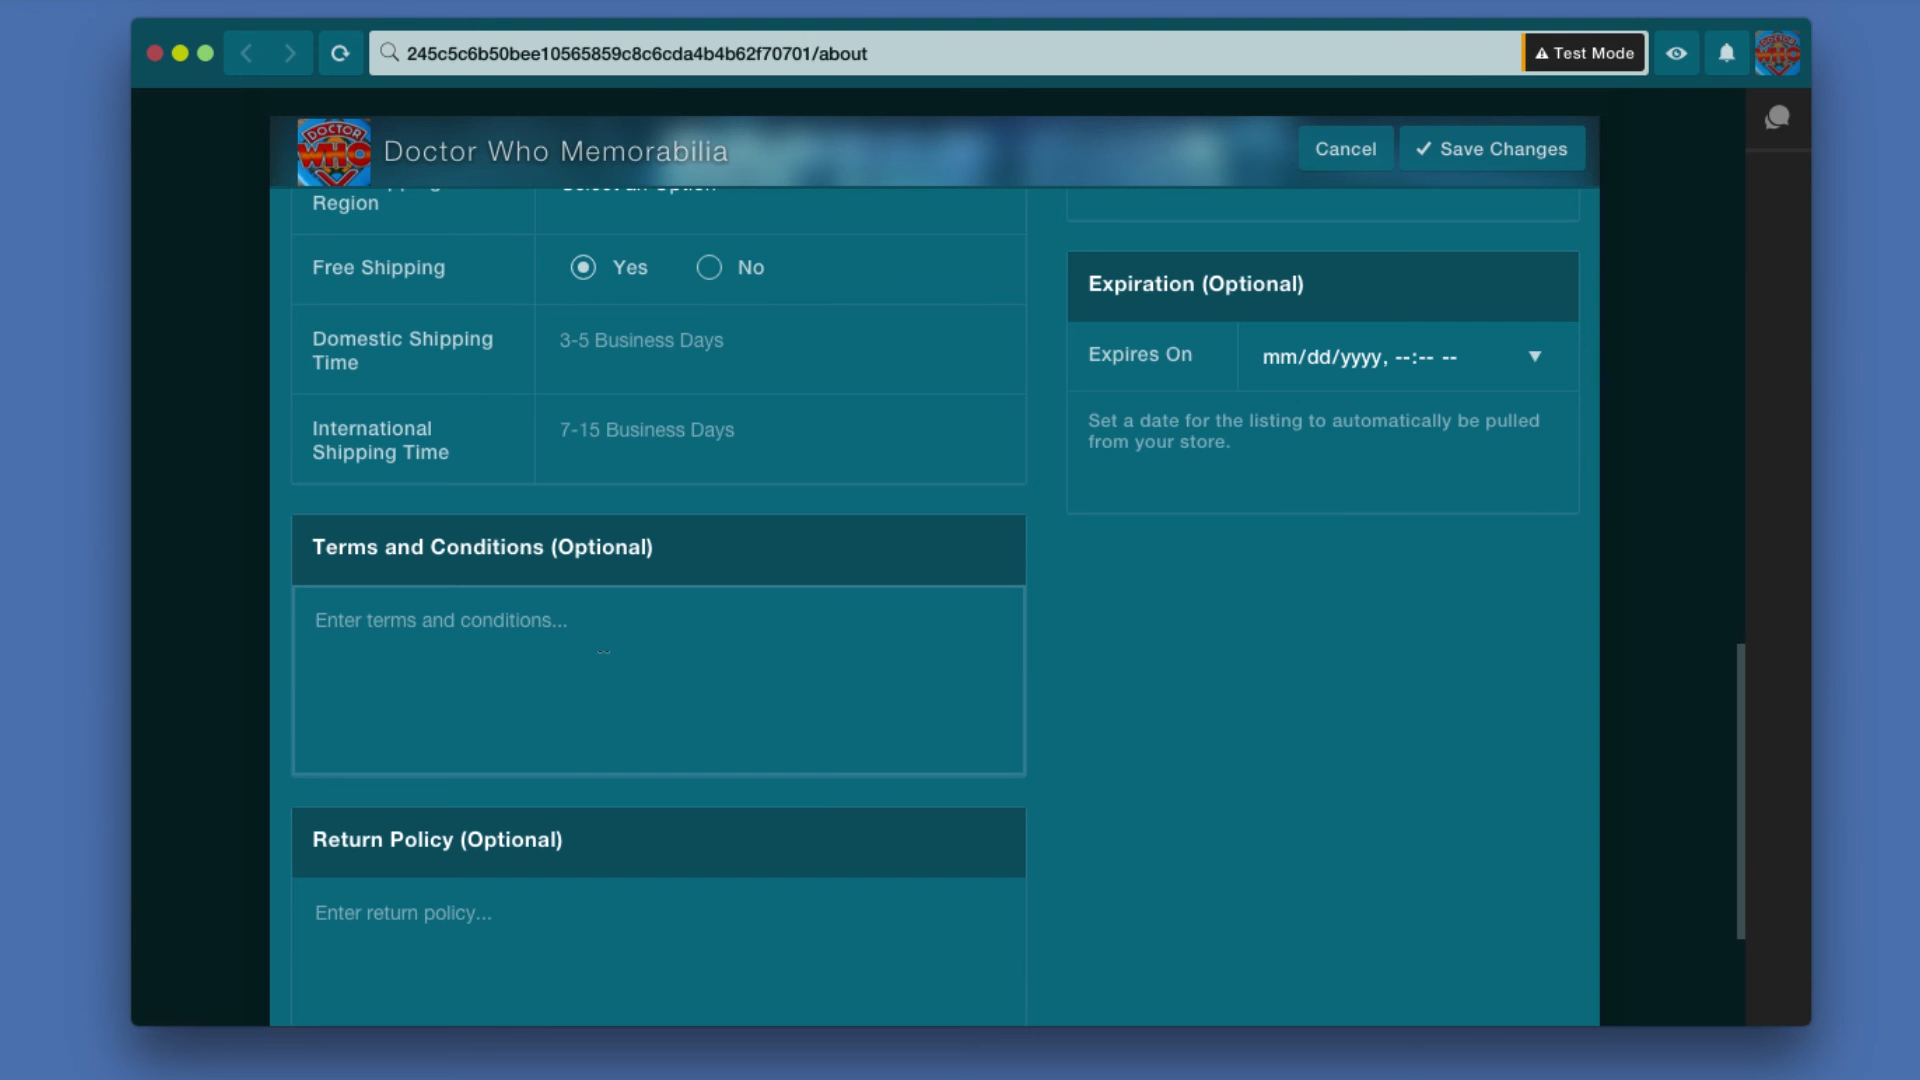 245c5c6b50bee10565859c8c6cda4b4b62f70701/about
Test Mode
DOCTOR WHO
Doctor Who Memorabilia
Cancel
Save Changes
Region
Select an Option
Free Shipping
Yes
No
Domestic Shipping
Time
3-5 Business Days
International
Shipping Time
7-15 Business Days
Expiration (Optional)
Expires On
mm/dd/yyyy, --:-- --
Set a date for the listing to automatically be pulled
from your store.
Terms and Conditions (Optional)
Enter terms and conditions...
Return Policy (Optional)
Enter return policy...